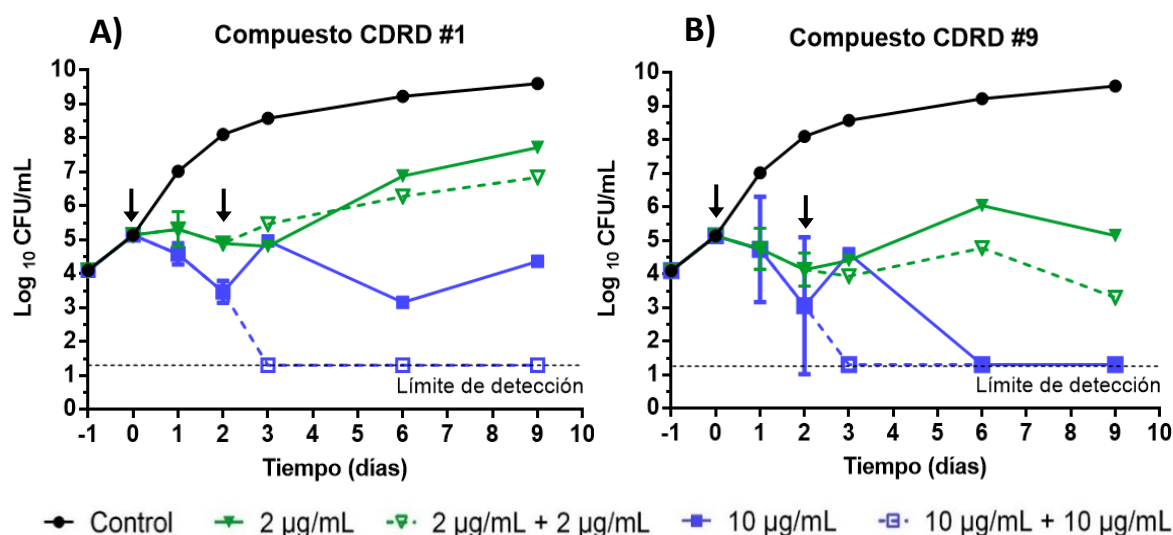 A)
Compuesto CDRD #1
Log 10 CFU/mL
10
9
8
7
6
5
4
3
2
1
0
Límite de detección
-1 0 1 2 3 4 5 6 7 8 9 10
Tiempo (días)
B)
Compuesto CDRD #9
Log 10 CFU/mL
10
9
8
7
6
5
4
3
2
1
0
Límite de detección
-1 0 1 2 3 4 5 6 7 8 9 10
Tiempo (días)
Control 2 µg/mL 2 µg/mL + 2 µg/mL 10 µg/mL 10 µg/mL + 10 µg/mL